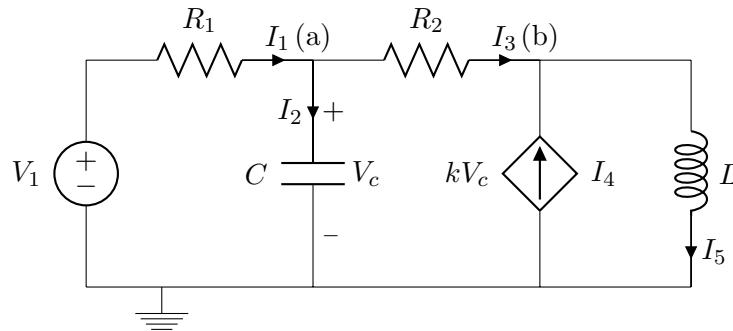 R1 I1 (a) R2 I3 (b)
I2 +
V1 + − C Vc kVc I4 L
− I5